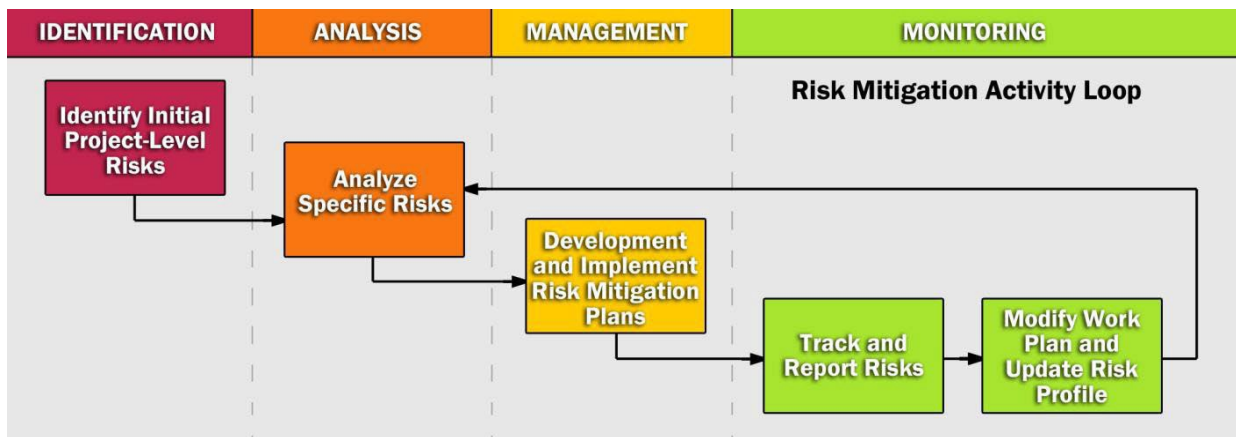 IDENTIFICATION
ANALYSIS
MANAGEMENT
MONITORING
Risk Mitigation Activity Loop
Identify Initial
Project-Level
Risks
Analyze
Specific Risks
Development
and Implement
Risk Mitigation
Plans
Track and
Report Risks
Modify Work
Plan and
Update Risk
Profile